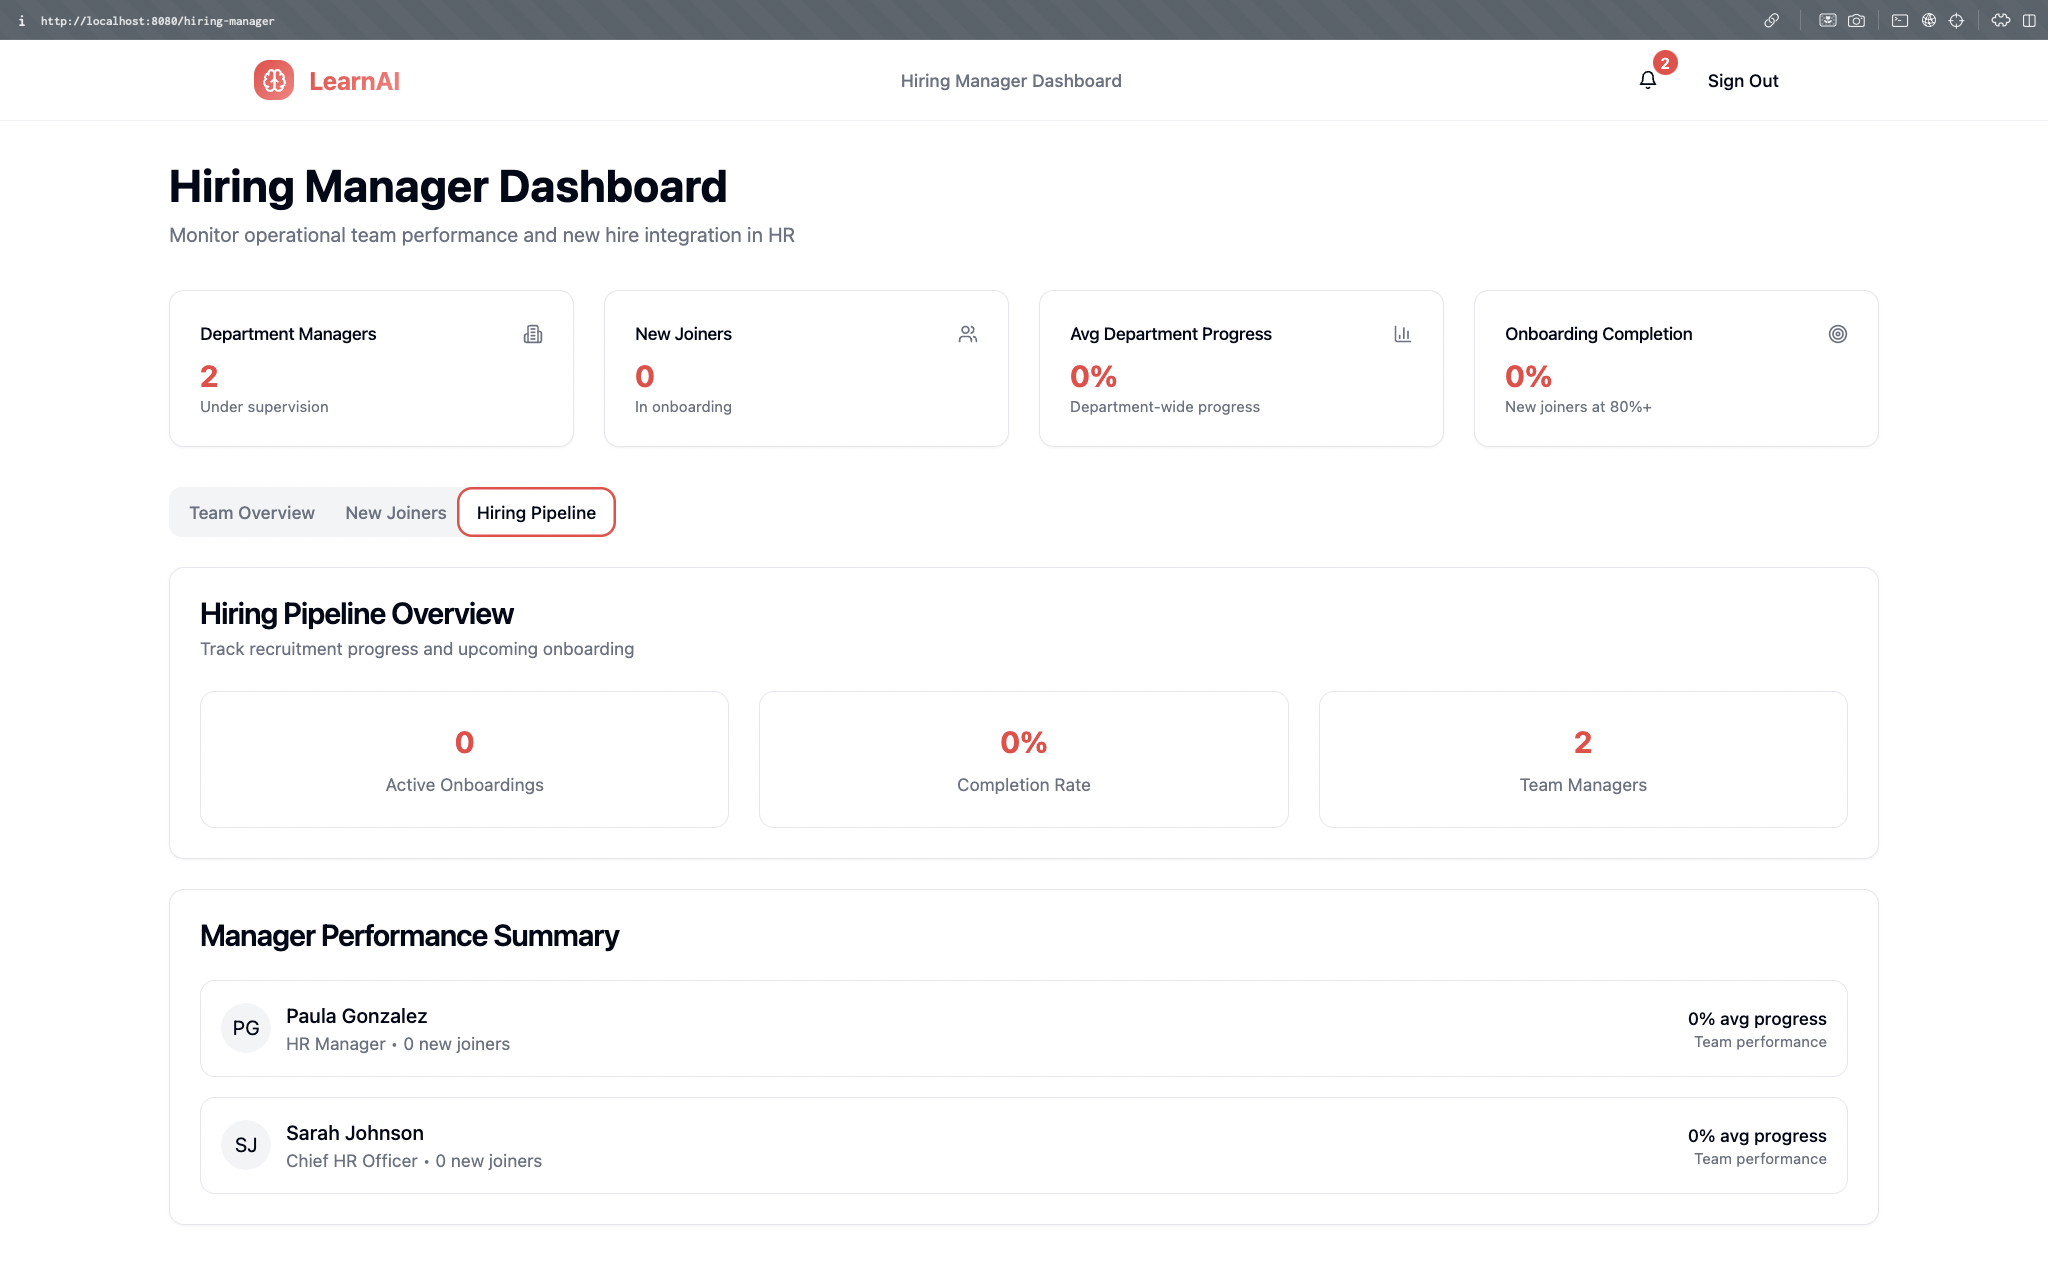 i http://localhost:8080/hiring-manager
LearnAI
Hiring Manager Dashboard
2
Sign Out
Hiring Manager Dashboard
Monitor operational team performance and new hire integration in HR
Department Managers
2
Under supervision
New Joiners
0
In onboarding
Avg Department Progress
0%
Department-wide progress
Onboarding Completion
0%
New joiners at 80%+
Team Overview
New Joiners
Hiring Pipeline
Hiring Pipeline Overview
Track recruitment progress and upcoming onboarding
0
Active Onboardings
0%
Completion Rate
2
Team Managers
Manager Performance Summary
PG
Paula Gonzalez
HR Manager • 0 new joiners
0% avg progress
Team performance
SJ
Sarah Johnson
Chief HR Officer • 0 new joiners
0% avg progress
Team performance